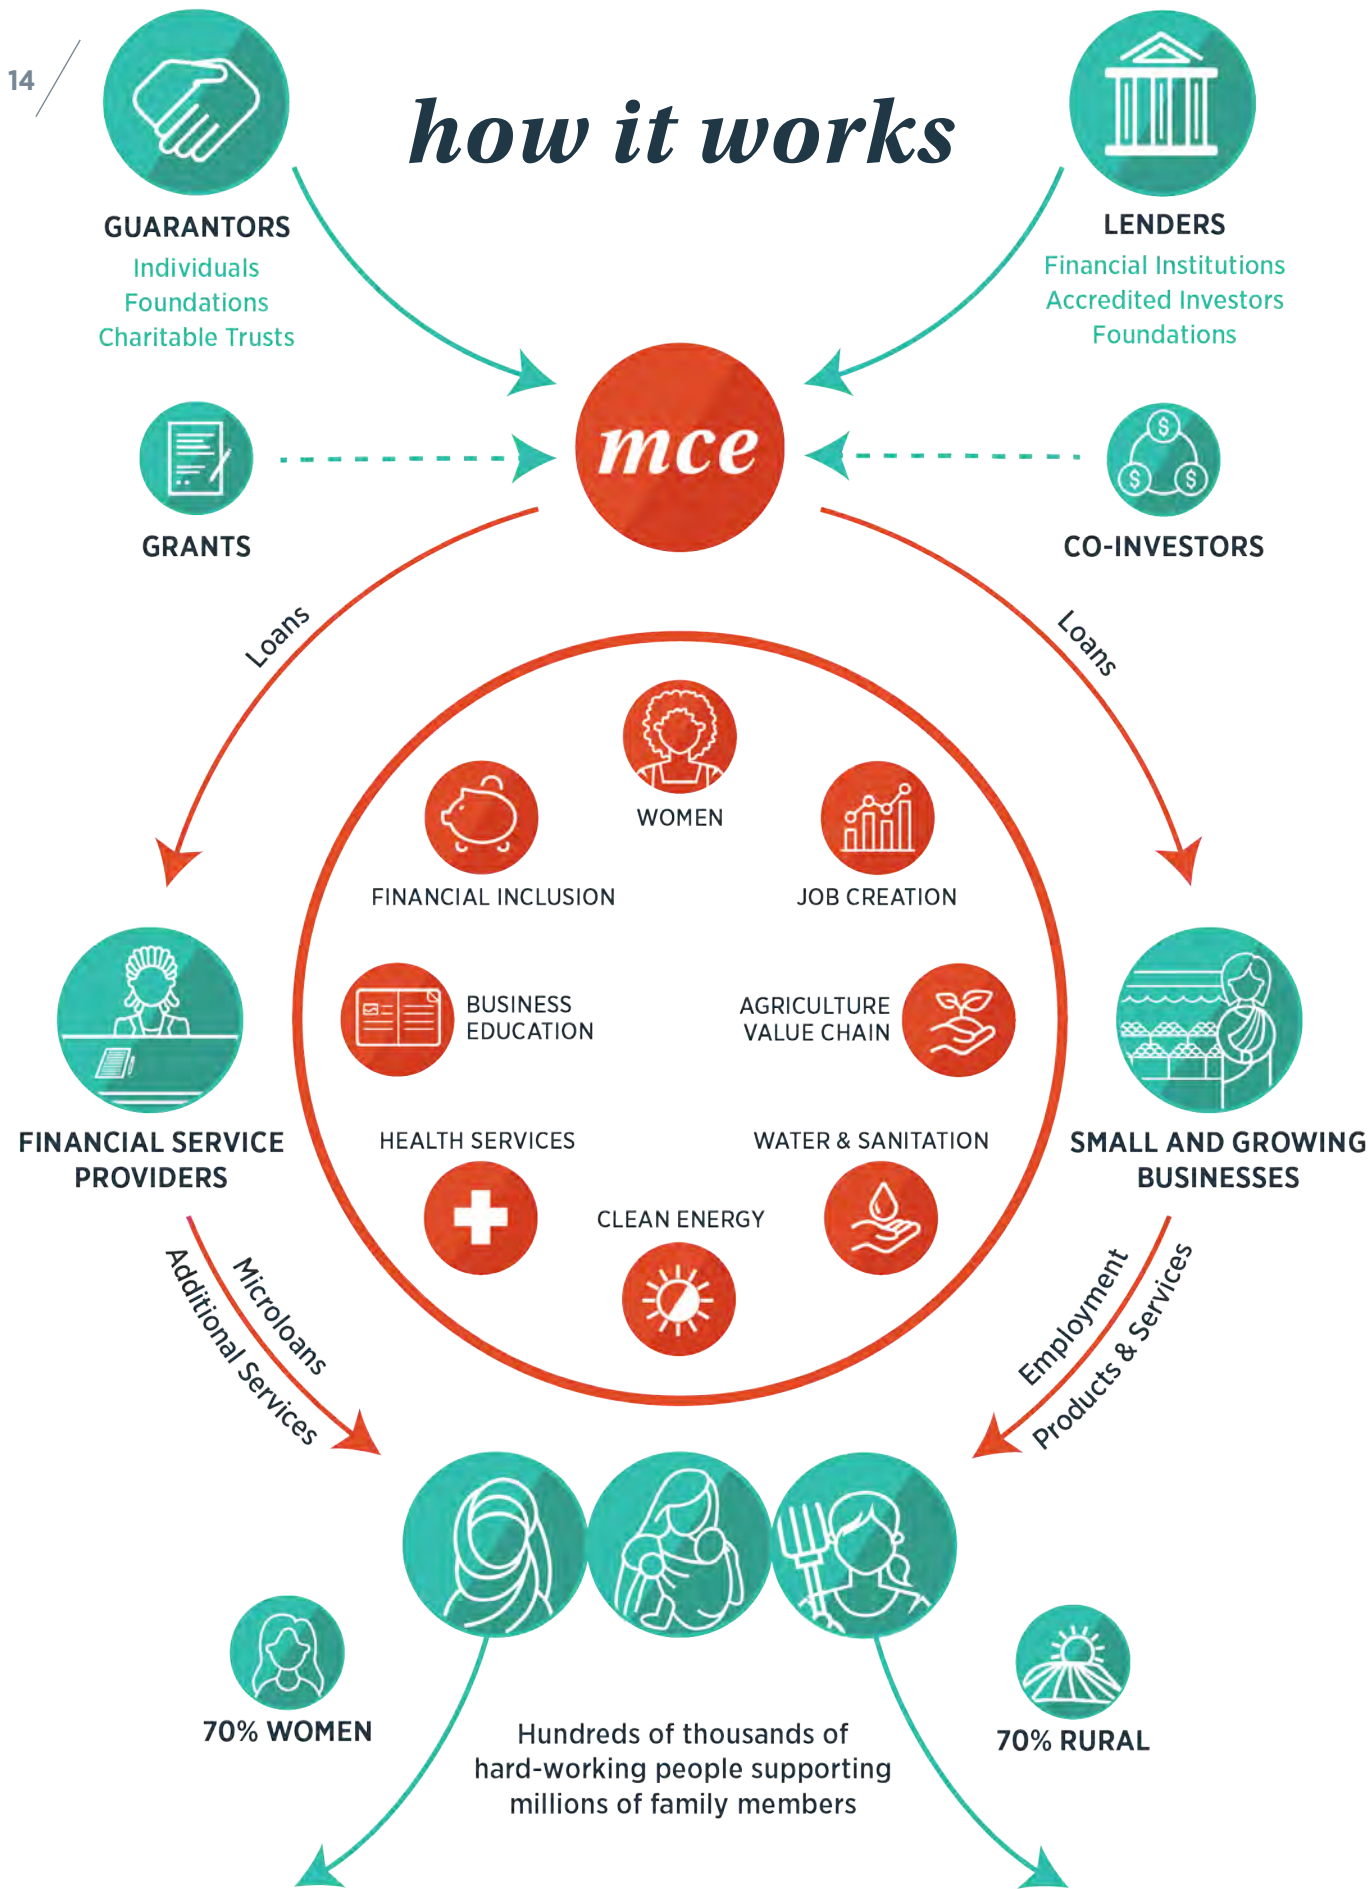 14
how it works
GUARANTORS
Individuals
Foundations
Charitable Trusts
LENDERS
Financial Institutions
Accredited Investors
Foundations
mce
GRANTS
CO-INVESTORS
$
$
$
Loans
Loans
WOMEN
FINANCIAL INCLUSION
JOB CREATION
BUSINESS
EDUCATION
AGRICULTURE
VALUE CHAIN
HEALTH SERVICES
WATER & SANITATION
CLEAN ENERGY
FINANCIAL SERVICE
PROVIDERS
SMALL AND GROWING
BUSINESSES
Microloans
Additional Services
Employment
Products & Services
70% WOMEN
Hundreds of thousands of
hard-working people supporting
millions of family members
70% RURAL